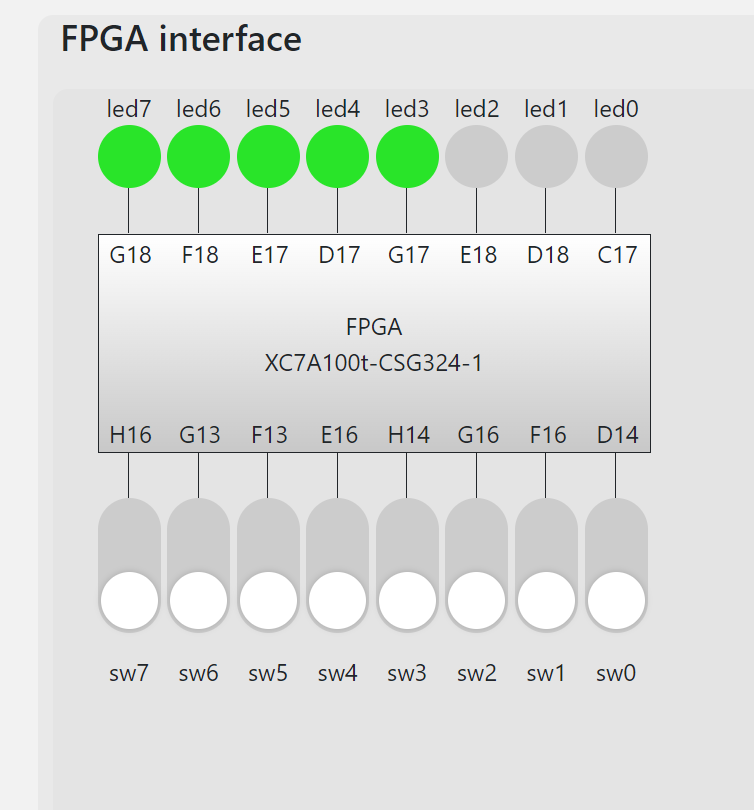 FPGA interface
led7 led6 led5 led4 led3 led2 led1 led0
G18 F18 E17 D17 G17 E18 D18 C17
FPGA
XC7A100t-CSG324-1
H16 G13 F13 E16 H14 G16 F16 D14
sw7 sw6 sw5 sw4 sw3 sw2 sw1 sw0